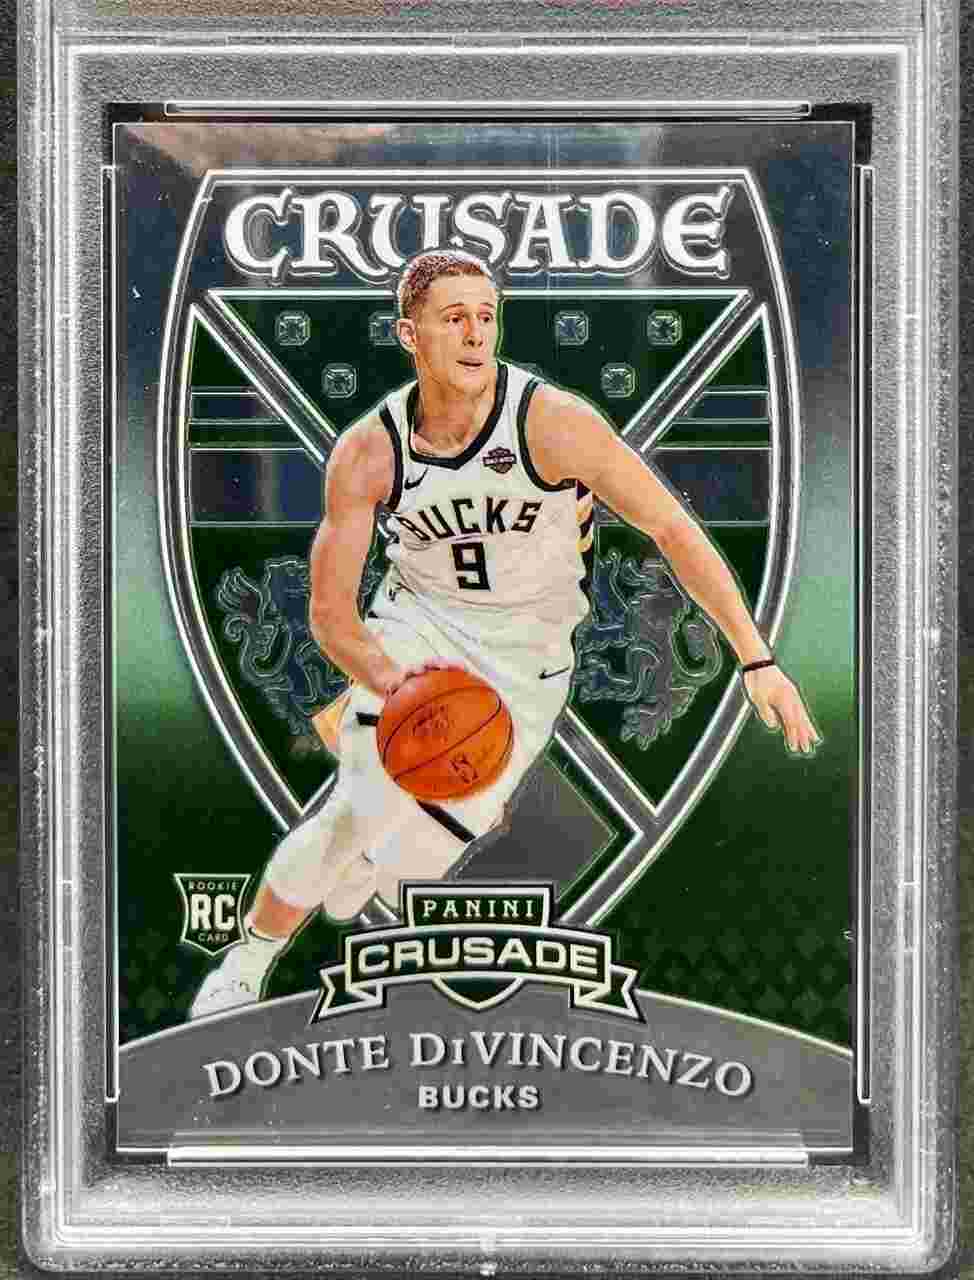 CRUSADE
BUCKS
9
ROOKIE
RC
CARD
PANINI
CRUSADE
DONTE DiVINCENZO
BUCKS